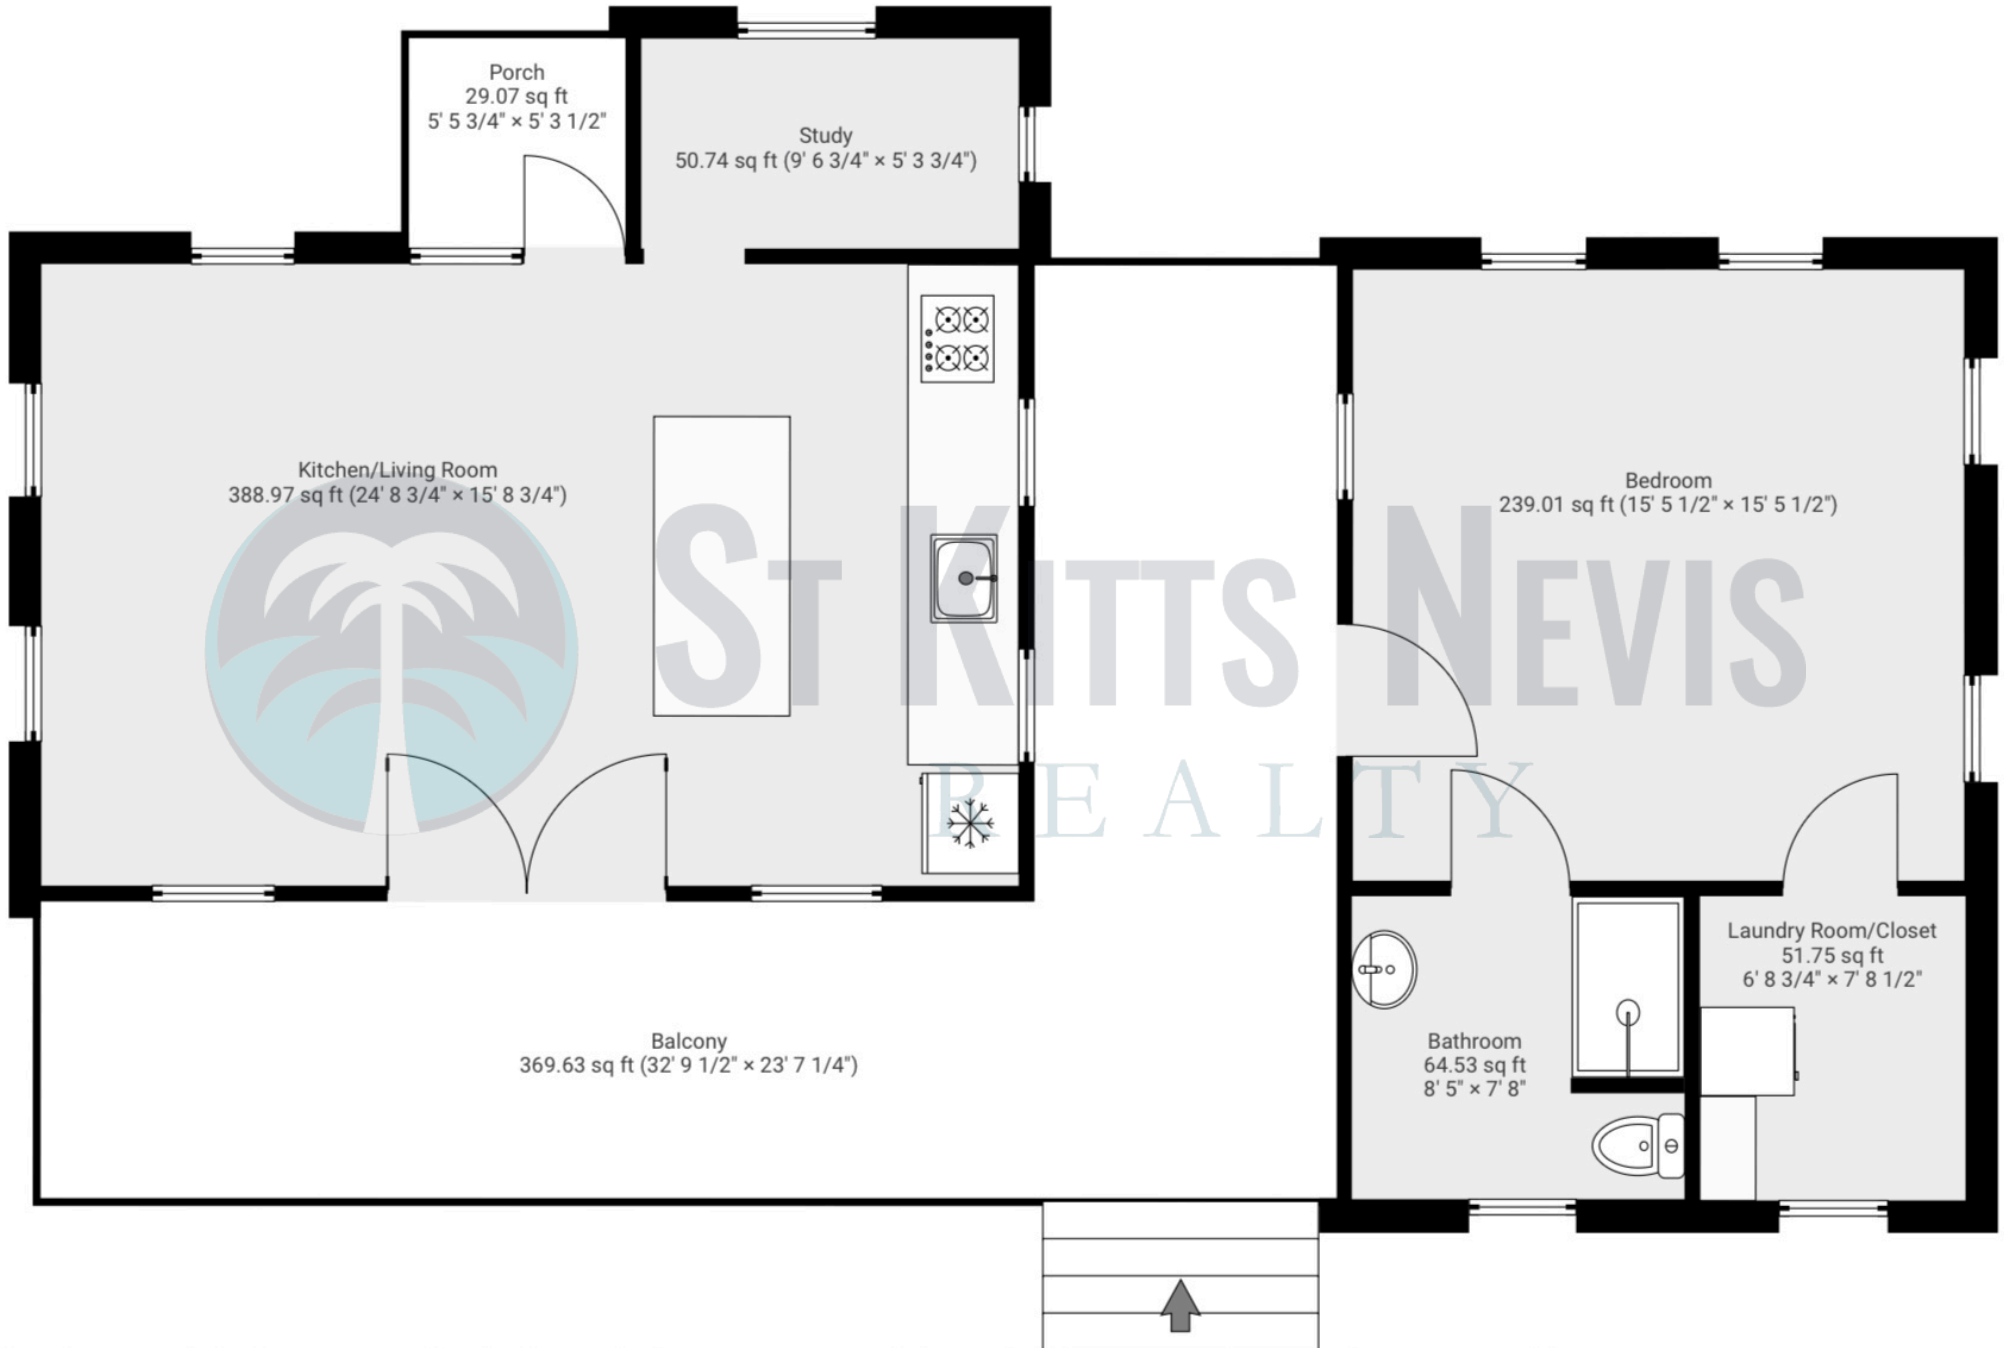 Porch
29.07 sq ft
5' 5 3/4" × 5' 3 1/2"
Study
50.74 sq ft (9' 6 3/4" × 5' 3 3/4")
Kitchen/Living Room
388.97 sq ft (24' 8 3/4" × 15' 8 3/4")
Bedroom
239.01 sq ft (15' 5 1/2" × 15' 5 1/2")
ST KITTS NEVIS
REALTY
Laundry Room/Closet
51.75 sq ft
6' 8 3/4" × 7' 8 1/2"
Balcony
369.63 sq ft (32' 9 1/2" × 23' 7 1/4")
Bathroom
64.53 sq ft
8' 5" × 7' 8"